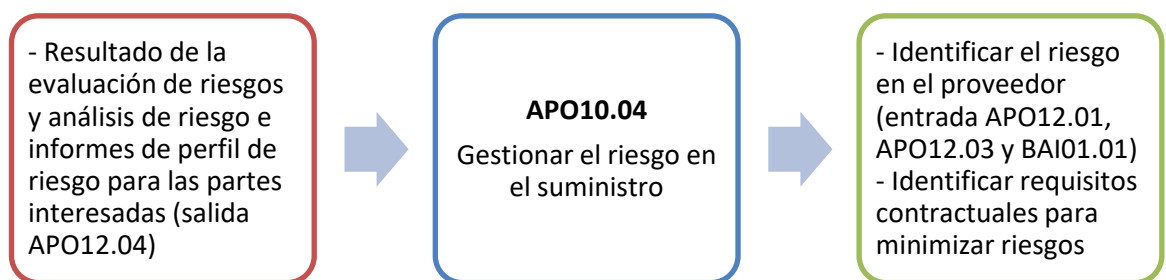 - Resultado de la
evaluación de riesgos
y análisis de riesgo e
informes de perfil de
riesgo para las partes
interesadas (salida
APO12.04)
APO10.04
Gestionar el riesgo en
el suministro
- Identificar el riesgo
en el proveedor
(entrada APO12.01,
APO12.03 y BAI01.01)
- Identificar requisitos
contractuales para
minimizar riesgos